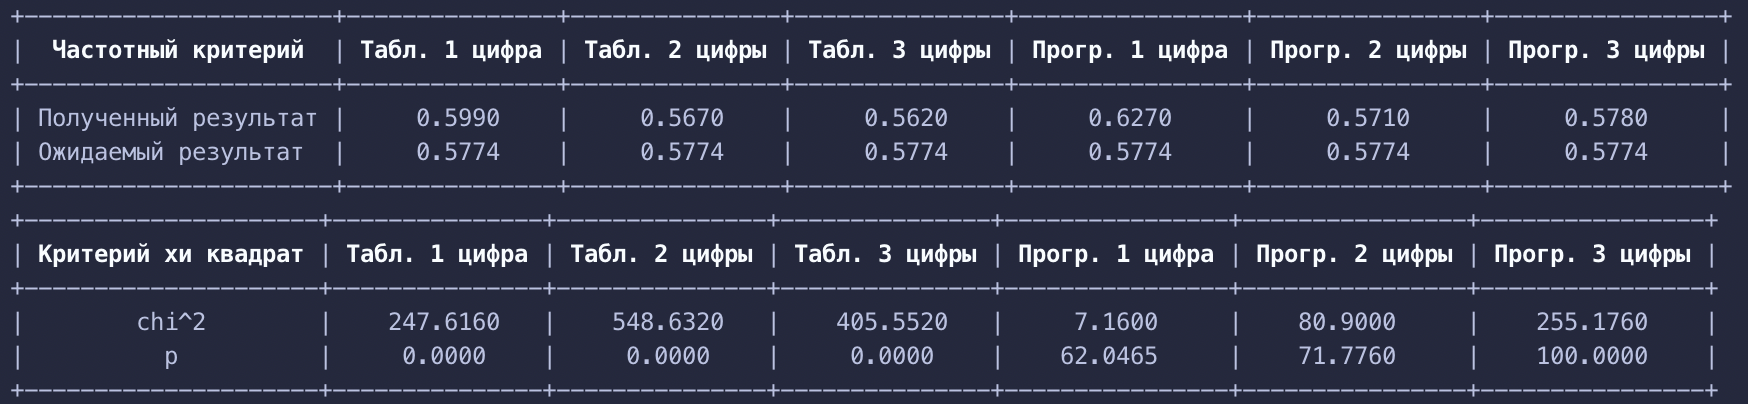 | Частотный критерий | Табл. 1 цифра | Табл. 2 цифры | Табл. 3 цифры | Прогр. 1 цифра | Прогр. 2 цифры | Прогр. 3 цифры |
| Полученный результат | 0.5990 | 0.5670 | 0.5620 | 0.6270 | 0.5710 | 0.5780 |
| Ожидаемый результат | 0.5774 | 0.5774 | 0.5774 | 0.5774 | 0.5774 | 0.5774 |
| Критерий хи квадрат | Табл. 1 цифра | Табл. 2 цифры | Табл. 3 цифры | Прогр. 1 цифра | Прогр. 2 цифры | Прогр. 3 цифры |
| chi^2 | 247.6160 | 548.6320 | 405.5520 | 7.1600 | 80.9000 | 255.1760 |
| p | 0.0000 | 0.0000 | 0.0000 | 62.0465 | 71.7760 | 100.0000 |